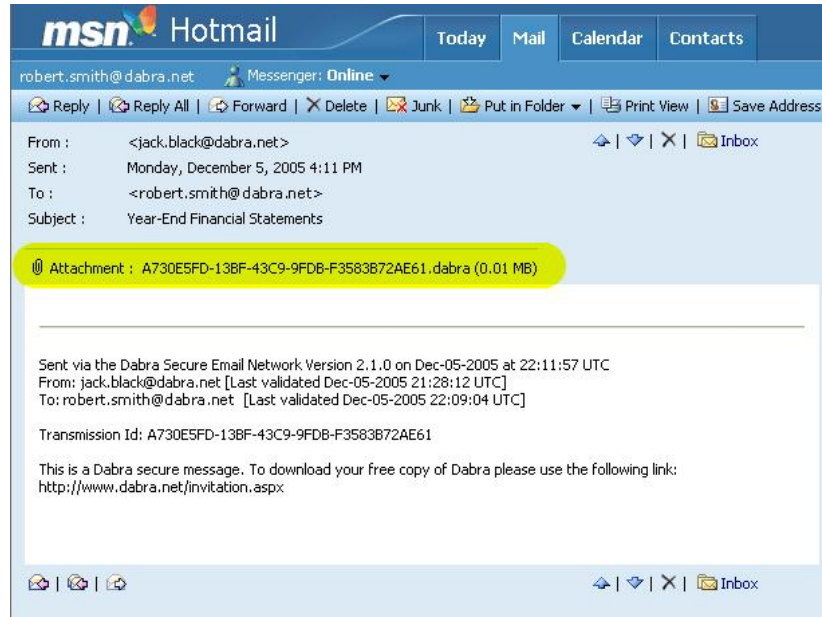 msn Hotmail Today Mail Calendar Contacts
robert.smith@dabra.net Messenger: Online
Reply | Reply All | Forward | Delete | Junk | Put in Folder | Print View | Save Address
From : <jack.black@dabra.net> | | | Inbox
Sent : Monday, December 5, 2005 4:11 PM
To : <robert.smith@dabra.net>
Subject : Year-End Financial Statements
Attachment : A730E5FD-13BF-43C9-9FDB-F3583B72AE61.dabra (0.01 MB)
Sent via the Dabra Secure Email Network Version 2.1.0 on Dec-05-2005 at 22:11:57 UTC
From: jack.black@dabra.net [Last validated Dec-05-2005 21:28:12 UTC]
To: robert.smith@dabra.net [Last validated Dec-05-2005 22:09:04 UTC]
Transmission Id: A730E5FD-13BF-43C9-9FDB-F3583B72AE61
This is a Dabra secure message. To download your free copy of Dabra please use the following link:
http://www.dabra.net/invitation.aspx
| | | | | Inbox